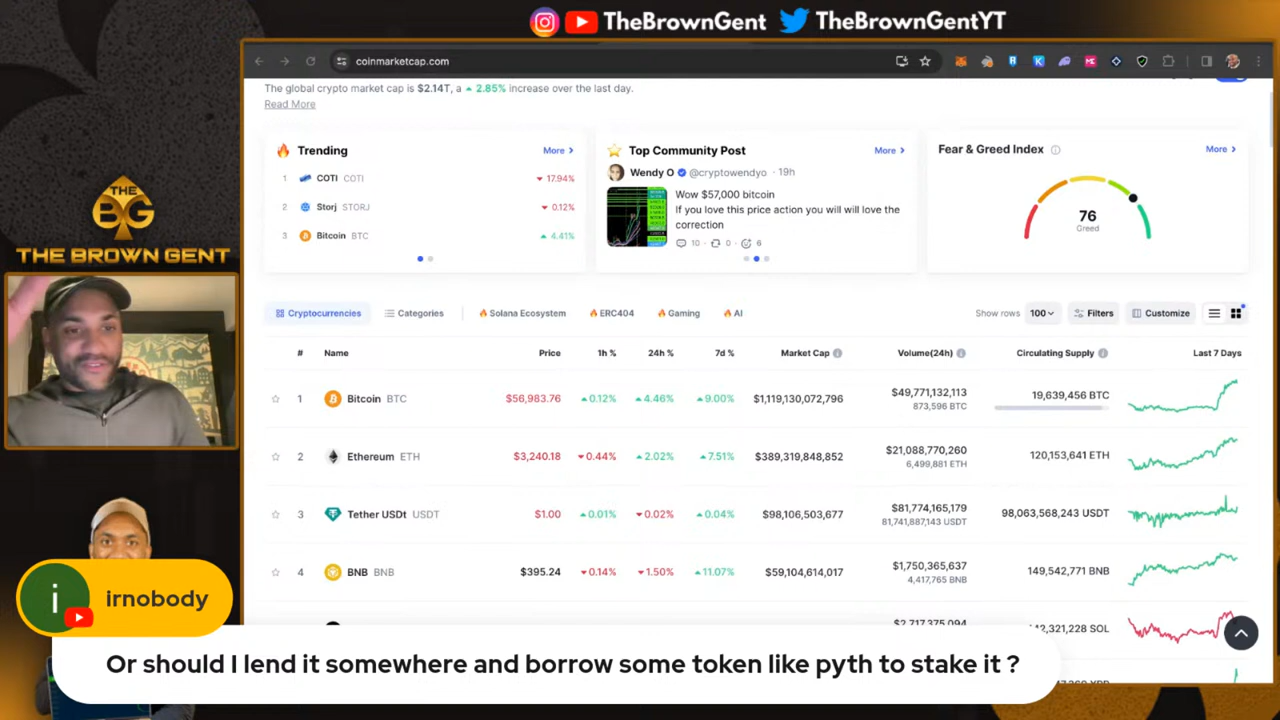 TheBrownGent TheBrownGentYT
coinmarketcap.com
The global crypto market cap is $2.14T, a 2.85% increase over the last day.
Read More
Trending More >
1 COTI COTI 17.94%
2 Storj STORJ 0.12%
3 Bitcoin BTC 4.41%
Top Community Post More >
Wendy O @cryptowendyo · 19h
Wow $57,000 bitcoin
If you love this price action you will will love the
correction
10 0 6
Fear & Greed Index More >
76
Greed
THE
BG
THE BROWN GENT
Cryptocurrencies Categories Solana Ecosystem ERC404 Gaming AI Show rows 100 Filters Customize
# Name Price 1h % 24h % 7d % Market Cap Volume(24h) Circulating Supply Last 7 Days
1 Bitcoin BTC $56,983.76 0.12% 4.46% 9.00% $1,119,130,072,796 $49,771,132,113 19,639,456 BTC
873,596 BTC
2 Ethereum ETH $3,240.18 0.44% 2.02% 7.51% $389,319,848,852 $21,088,770,260 120,153,641 ETH
6,499,881 ETH
3 Tether USDt USDT $1.00 0.01% 0.02% 0.04% $98,106,503,677 $81,774,165,179 98,063,568,243 USDT
81,741,887,143 USDT
4 BNB BNB $395.24 0.14% 1.50% 11.07% $59,104,614,017 $1,750,365,637 149,542,771 BNB
4,417,765 BNB
SOL
i irnobody
Or should I lend it somewhere and borrow some token like pyth to stake it ?